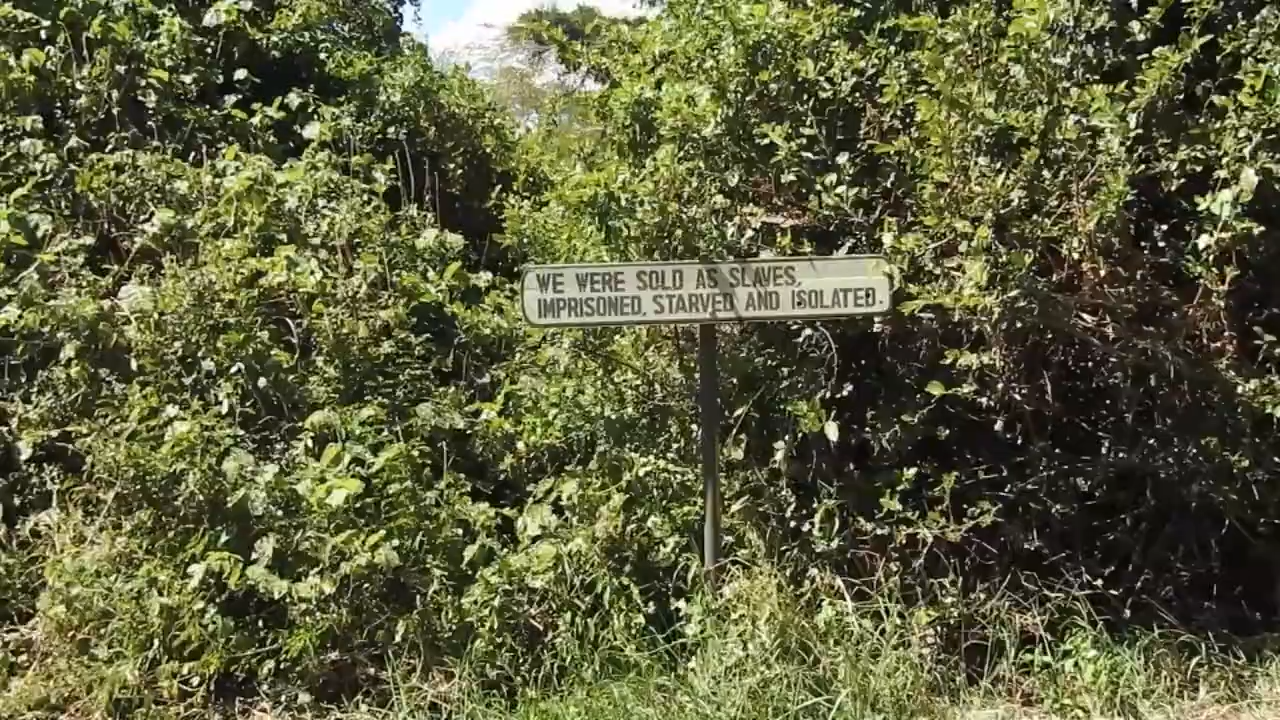 WE WERE SOLD AS SLAVES,
IMPRISONED, STARVED AND ISOLATED.